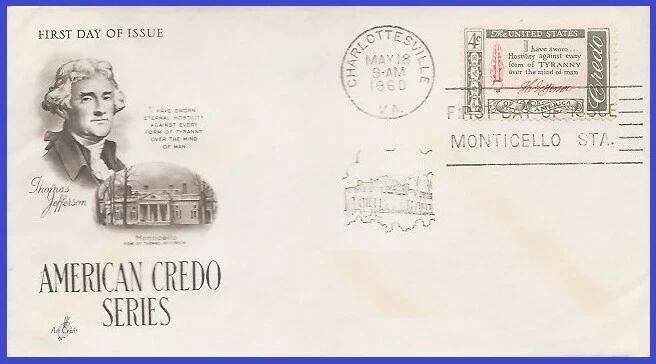 FIRST DAY OF ISSUE
"I HAVE SWORN
ETERNAL HOSTILITY
AGAINST EVERY
FORM OF TYRANNY
OVER THE MIND
OF MAN"
Thomas
Jefferson
Monticello
HOME OF THOMAS JEFFERSON
AMERICAN CREDO
SERIES
Art Craft
CHARLOTTESVILLE
MAY 18
9-AM
1960
VA.
4¢
The UNITED STATES
I have sworn...
Hostility against every
form of TYRANNY
over the mind of man
Th Jefferson
OF AMERICA
Credo
FIRST DAY OF ISSUE
MONTICELLO STA.